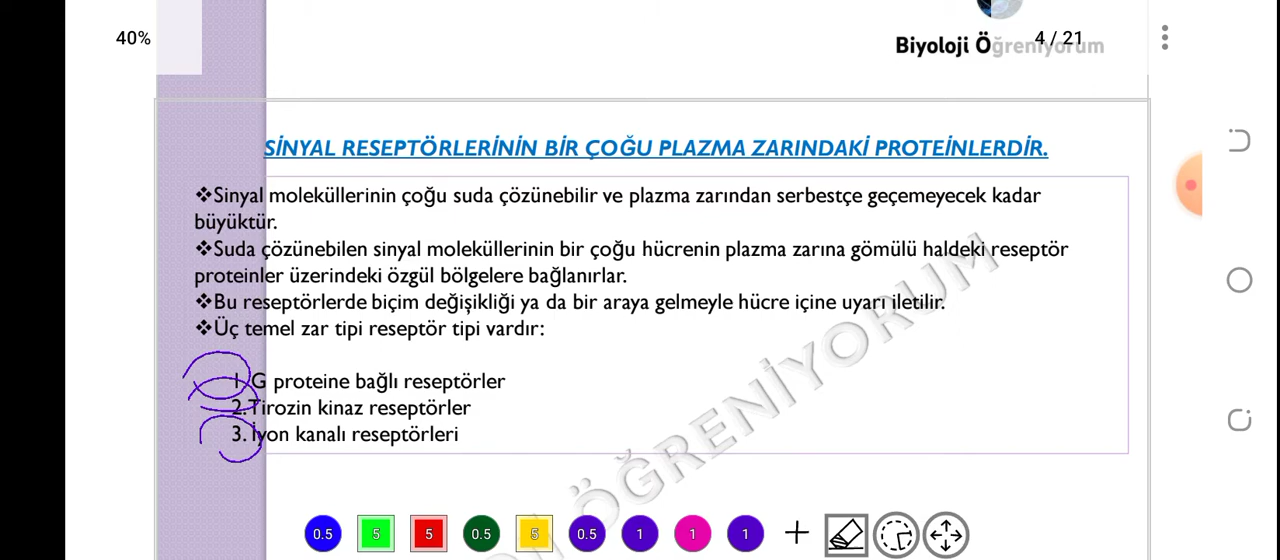 40%
4 / 21
Biyoloji Öğreniyorum
SİNYAL RESEPTÖRLERİNİN BİR ÇOĞU PLAZMA ZARINDAKİ PROTEİNLERDİR.
❖Sinyal moleküllerinin çoğu suda çözünebilir ve plazma zarından serbestçe geçemeyecek kadar
büyüktür.
❖Suda çözünebilen sinyal moleküllerinin bir çoğu hücrenin plazma zarına gömülü haldeki reseptör
proteinler üzerindeki özgül bölgelere bağlanırlar.
❖Bu reseptörlerde biçim değişikliği ya da bir araya gelmeyle hücre içine uyarı iletilir.
❖Üç temel zar tipi reseptör tipi vardır:
1. G proteine bağlı reseptörler
2.Tirozin kinaz reseptörler
3. İyon kanalı reseptörleri
ÖĞRENİYORUM
0.5 5 5 0.5 5 0.5 1 1 1